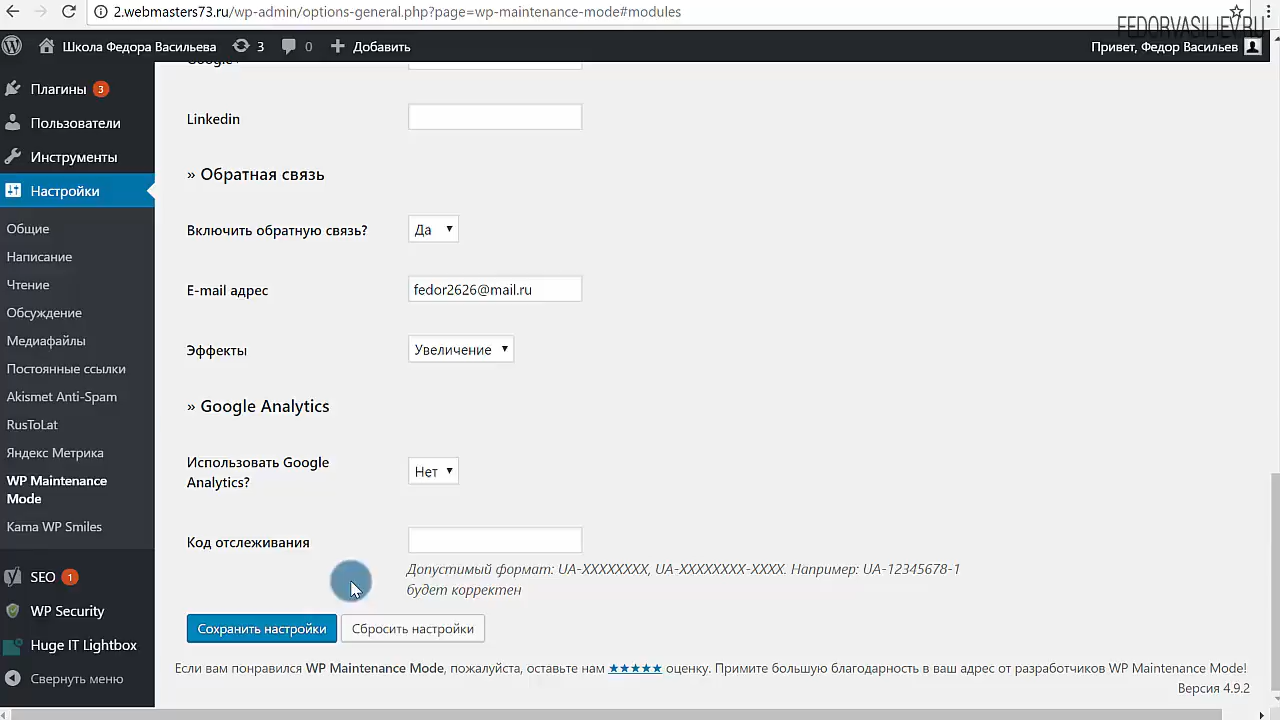 2.webmasters73.ru/wp-admin/options-general.php?page=wp-maintenance-mode#modules
FEDORVASILIEV.RU
Школа Федора Васильева 3 0 Добавить Привет, Федор Васильев
Плагины 3
Пользователи
Инструменты
Настройки
Общие
Написание
Чтение
Обсуждение
Медиафайлы
Постоянные ссылки
Akismet Anti-Spam
RusToLat
Яндекс Метрика
WP Maintenance
Mode
Kama WP Smiles
SEO 1
WP Security
Huge IT Lightbox
Свернуть меню
Linkedin
» Обратная связь
Включить обратную связь? Да
E-mail адрес fedor2626@mail.ru
Эффекты Увеличение
» Google Analytics
Использовать Google
Analytics? Нет
Код отслеживания
Допустимый формат: UA-XXXXXXXX, UA-XXXXXXXX-XXXX. Например: UA-12345678-1
будет корректен
Сохранить настройки Сбросить настройки
Если вам понравился WP Maintenance Mode, пожалуйста, оставьте нам ★★★★★ оценку. Примите большую благодарность в ваш адрес от разработчиков WP Maintenance Mode!
Версия 4.9.2